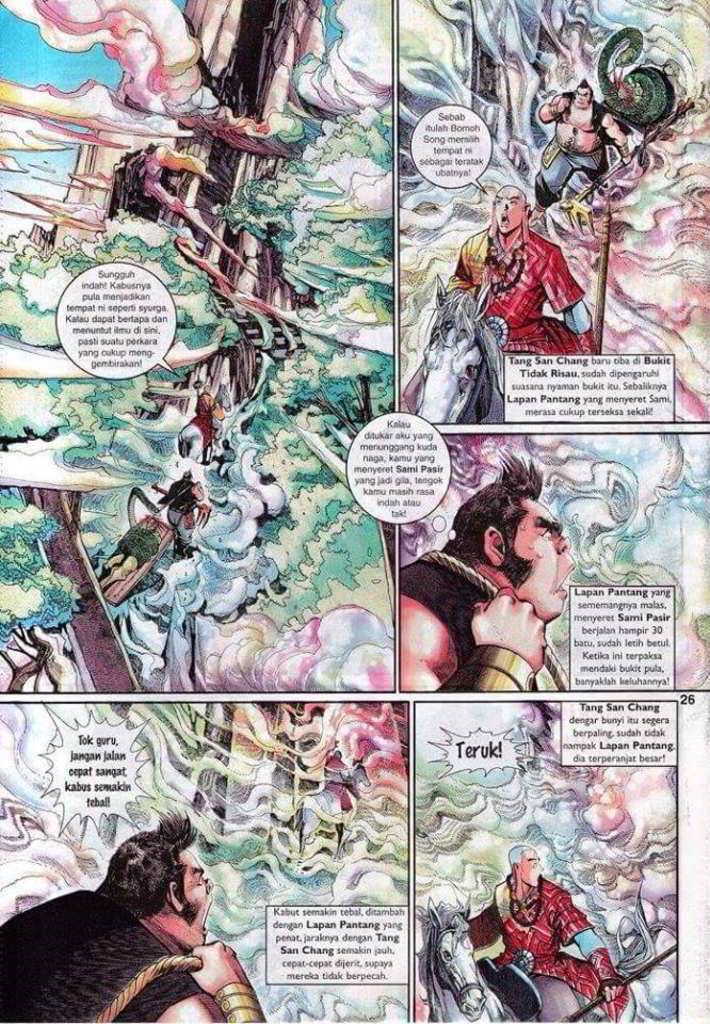 Sungguh
indah! Kabusnya
pula menjadikan
tempat ni seperti syurga.
Kalau dapat bertapa dan
menuntut ilmu di sini,
pasti suatu perkara
yang cukup meng-
gembirakan!
Sebab
itulah Bomoh
Song memilih
tempat ni
sebagai teratak
ubatnya!
Tang San Chang baru tiba di Bukit
Tidak Risau, sudah dipengaruhi
suasana nyaman bukit itu. Sebaliknya
Lapan Pantang yang menyeret Sami,
merasa cukup terseksa sekali!
Kalau
ditukar aku yang
menunggang kuda
naga, kamu yang
menyeret Sami Pasir
yang jadi gila, tengok
kamu masih rasa
indah atau
tak!
Lapan Pantang yang
sememangnya malas,
menyeret Sami Pasir
berjalan hampir 30
batu, sudah letih betul.
Ketika ini terpaksa
mendaki bukit pula,
banyaklah keluhannya!
26
Tok guru,
jangan jalan
cepat sangat,
kabus semakin
tebal!
Kabut semakin tebal, ditambah
dengan Lapan Pantang yang
penat, jaraknya dengan Tang
San Chang semakin jauh,
cepat-cepat dijerit, supaya
mereka tidak berpecah.
Tang San Chang
dengar bunyi itu segera
berpaling, sudah tidak
nampak Lapan Pantang,
dia terperanjat besar!
Teruk!